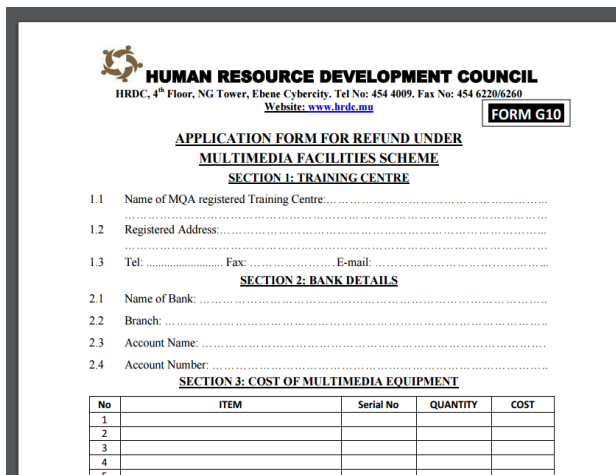 HUMAN RESOURCE DEVELOPMENT COUNCIL
HRDC, 4th Floor, NG Tower, Ebene Cybercity. Tel No: 454 4009. Fax No: 454 6220/6260
Website: www.hrdc.mu
FORM G10
APPLICATION FORM FOR REFUND UNDER
MULTIMEDIA FACILITIES SCHEME
SECTION 1: TRAINING CENTRE
1.1 Name of MQA registered Training Centre:
1.2 Registered Address:
1.3 Tel: Fax: E-mail:
SECTION 2: BANK DETAILS
2.1 Name of Bank:
2.2 Branch:
2.3 Account Name:
2.4 Account Number:
SECTION 3: COST OF MULTIMEDIA EQUIPMENT
No ITEM Serial No QUANTITY COST
1
2
3
4
5